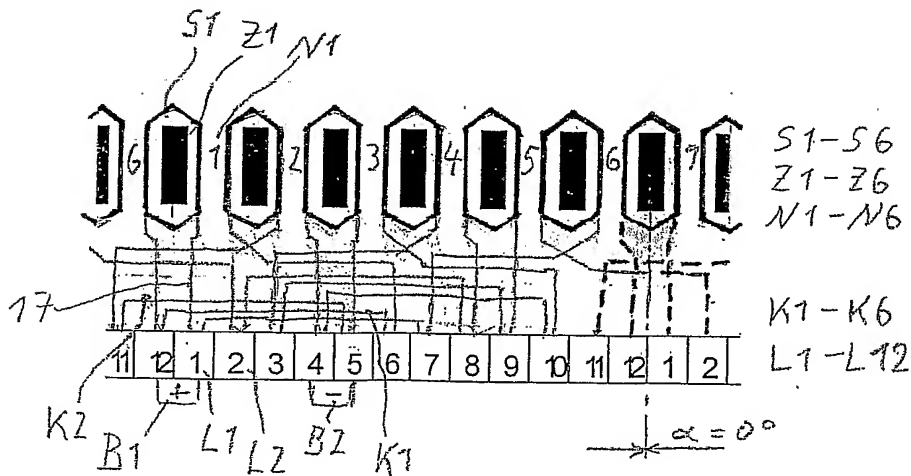 S1 Z1 N1
6 1 2 3 4 5 6 7
S1-S6
Z1-Z6
N1-N6
17
K1-K6
L1-L12
11 12 1 2 3 4 5 6 7 8 9 10 11 12 1 2
+ -
K2 B1 L1 L2 B2 K1 α = 0°